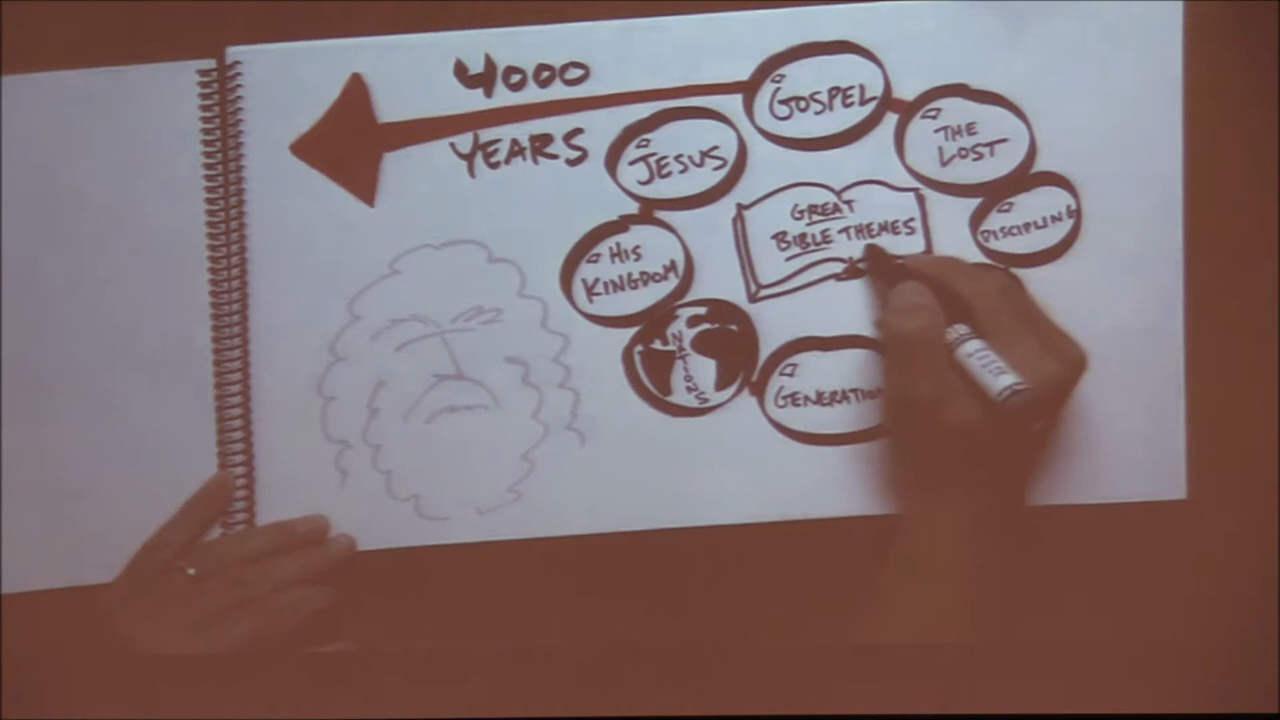 4000
YEARS
GOSPEL
THE
LOST
DISCIPLING
JESUS
GREAT
BIBLE THEMES
HIS
KINGDOM
NATIONS